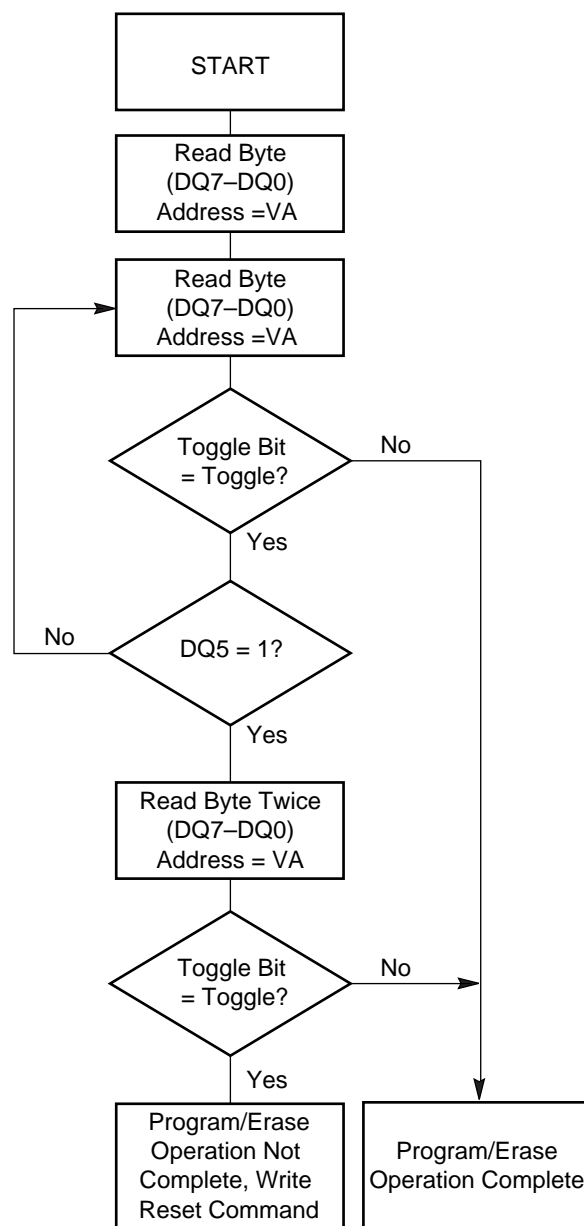 START
Read Byte
(DQ7–DQ0)
Address =VA
Read Byte
(DQ7–DQ0)
Address =VA
Toggle Bit
= Toggle?
No
Yes
No
DQ5 = 1?
Yes
Read Byte Twice
(DQ7–DQ0)
Address = VA
Toggle Bit
= Toggle?
No
Yes
Program/Erase
Operation Not
Complete, Write
Reset Command
Program/Erase
Operation Complete